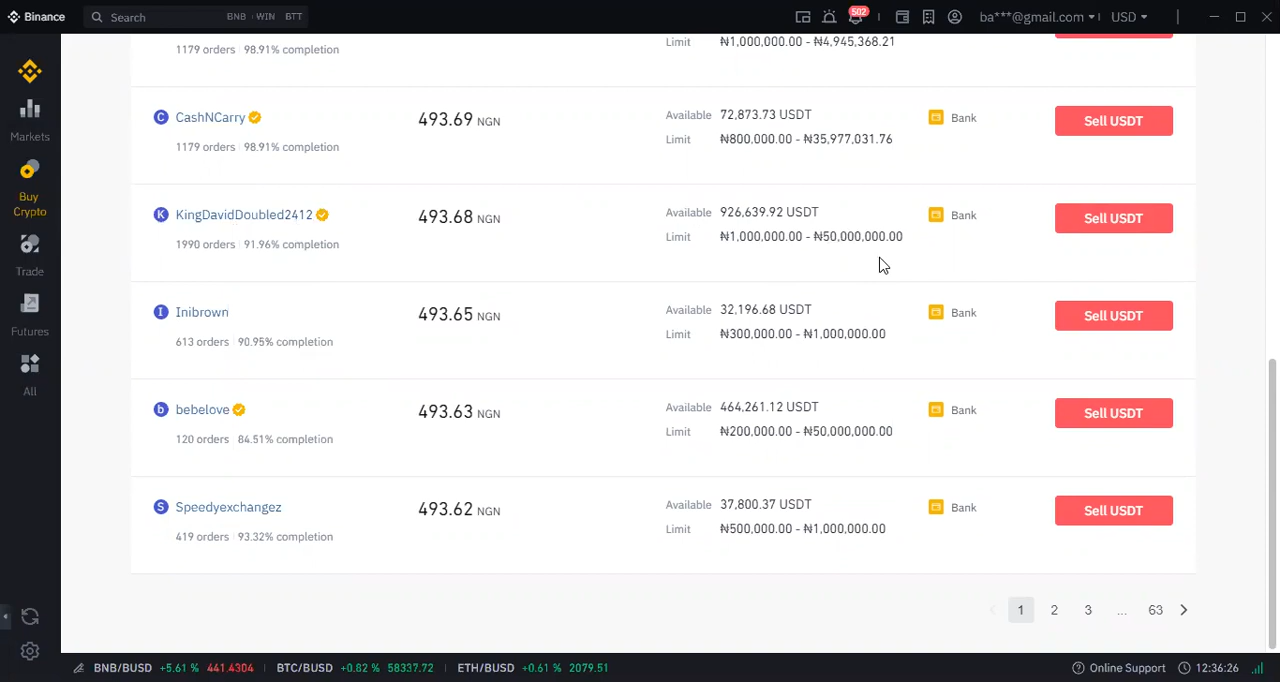 Binance
Search BNB · WIN BTT
502
ba***@gmail.com
USD
1179 orders 98.91% completion
Limit ₦1,000,000.00 - ₦4,945,368.21
Markets
Buy
Crypto
Trade
Futures
All
C CashNCarry
1179 orders 98.91% completion
493.69 NGN
Available 72,873.73 USDT
Limit ₦800,000.00 - ₦35,977,031.76
Bank
Sell USDT
K KingDavidDoubled2412
1990 orders 91.96% completion
493.68 NGN
Available 926,639.92 USDT
Limit ₦1,000,000.00 - ₦50,000,000.00
Bank
Sell USDT
I Inibrown
613 orders 90.95% completion
493.65 NGN
Available 32,196.68 USDT
Limit ₦300,000.00 - ₦1,000,000.00
Bank
Sell USDT
b bebelove
120 orders 84.51% completion
493.63 NGN
Available 464,261.12 USDT
Limit ₦200,000.00 - ₦50,000,000.00
Bank
Sell USDT
S Speedyexchangez
419 orders 93.32% completion
493.62 NGN
Available 37,800.37 USDT
Limit ₦500,000.00 - ₦1,000,000.00
Bank
Sell USDT
1 2 3 ... 63
BNB/BUSD +5.61 % 441.4304 BTC/BUSD +0.82 % 58337.72 ETH/BUSD +0.61 % 2079.51
Online Support 12:36:26